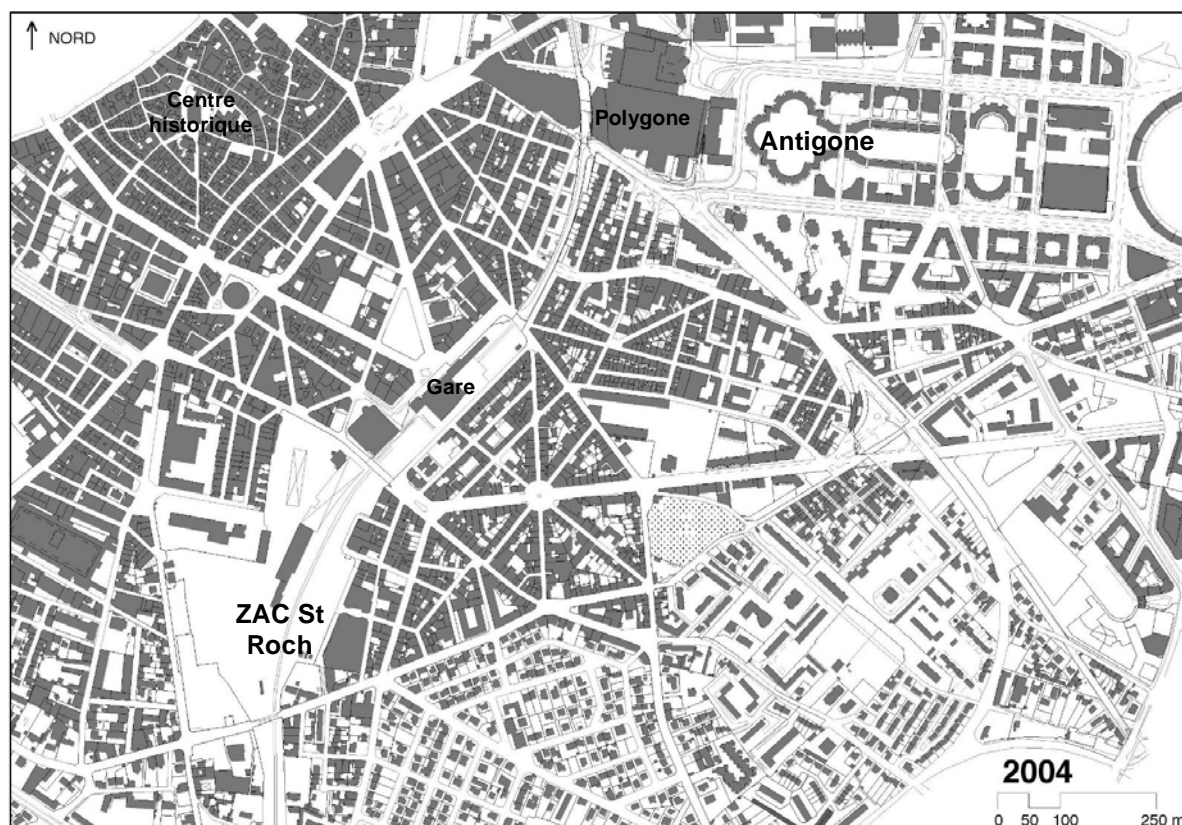 NORD
Centre
historique
Polygone
Antigone
Gare
ZAC St
Roch
2004
0 50 100 250 m